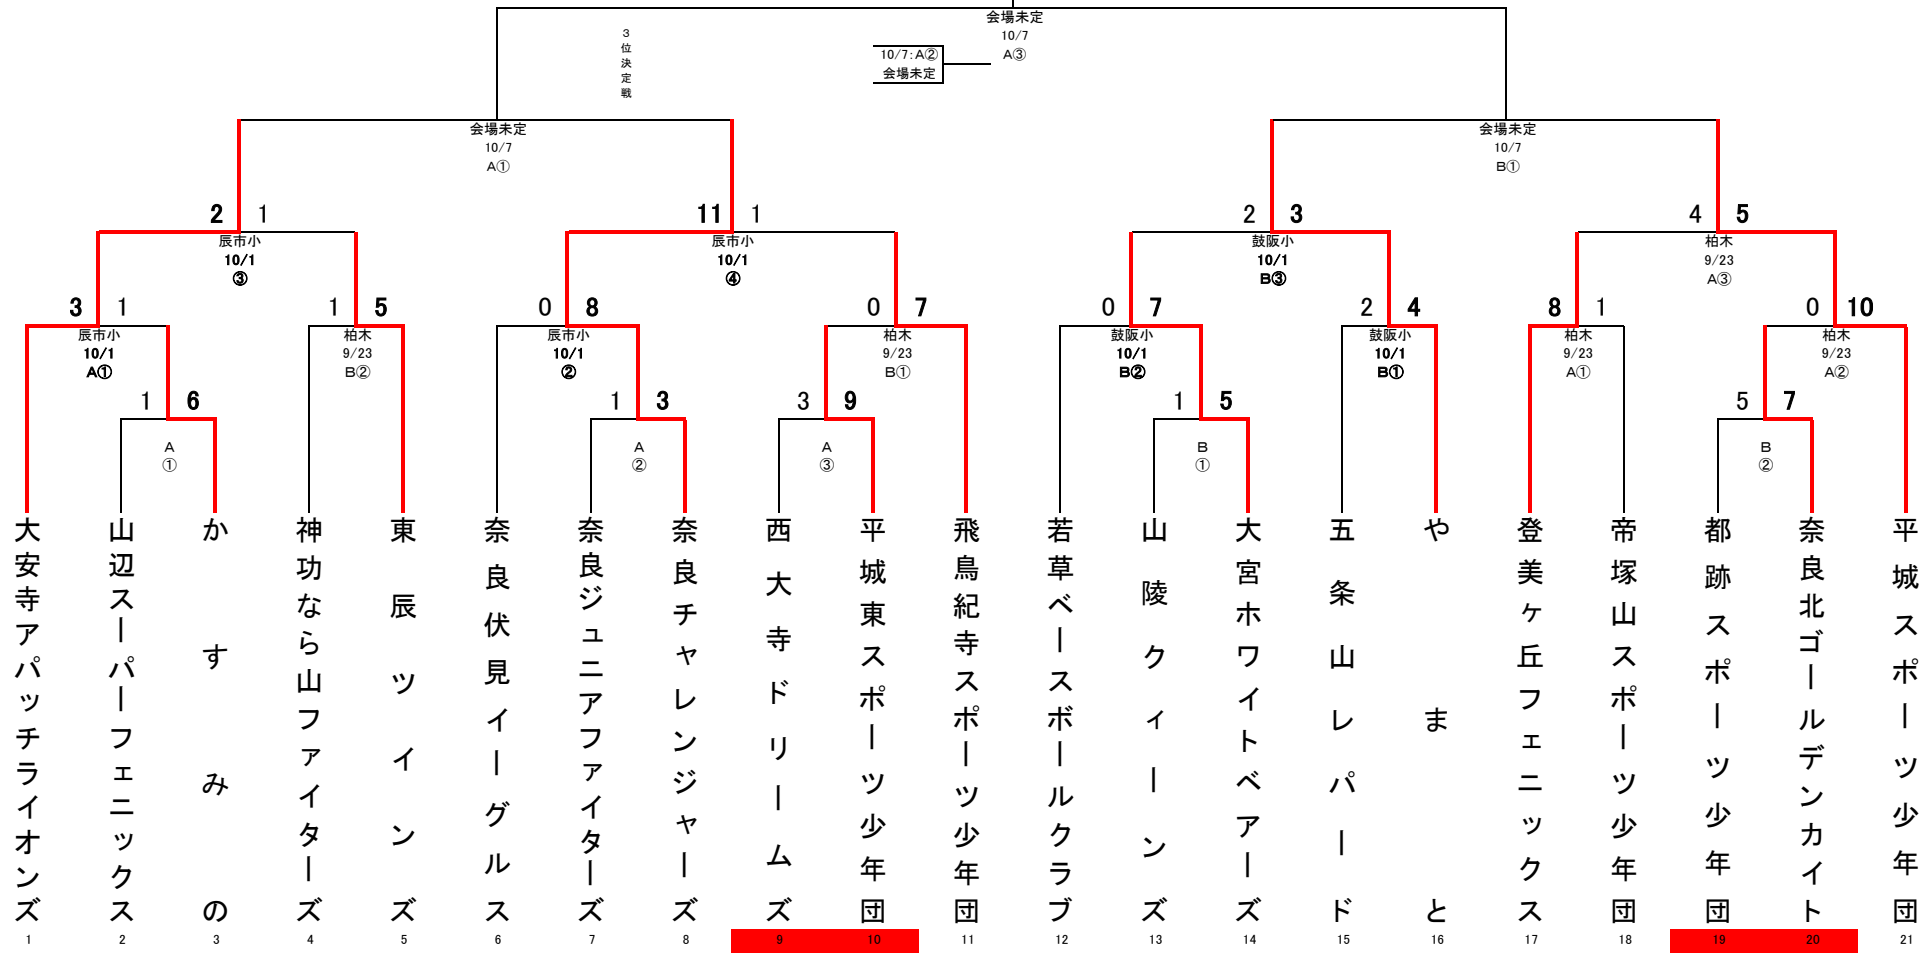 会場未定
10/7
A③
3位決定戦
10/7:A②
会場未定
会場未定
10/7
A①
会場未定
10/7
B①
2 1
辰市小
10/1
③
11 1
辰市小
10/1
④
2 3
鼓阪小
10/1
B③
4 5
柏木
9/23
A③
3 1
辰市小
10/1
A①
1 5
柏木
9/23
B②
0 8
辰市小
10/1
②
0 7
柏木
9/23
B①
0 7
鼓阪小
10/1
B②
2 4
鼓阪小
10/1
B①
8 1
柏木
9/23
A①
0 10
柏木
9/23
A②
1 6
A
①
1 3
A
②
3 9
A
③
1 5
B
①
5 7
B
②
大安寺アパッチライオンズ
1
山辺スーパーフェニックス
2
かすみの
3
神功なら山ファイターズ
4
東辰ツインズ
5
奈良伏見イーグルス
6
奈良ジュニアファイターズ
7
奈良チャレンジャーズ
8
西大寺ドリームズ
9
平城東スポーツ少年団
10
飛鳥紀寺スポーツ少年団
11
若草ベースボールクラブ
12
山陵クィーンズ
13
大宮ホワイトベアーズ
14
五条山レパード
15
やまと
16
登美ヶ丘フェニックス
17
帝塚山スポーツ少年団
18
都跡スポーツ少年団
19
奈良北ゴールデンカイト
20
平城スポーツ少年団
21